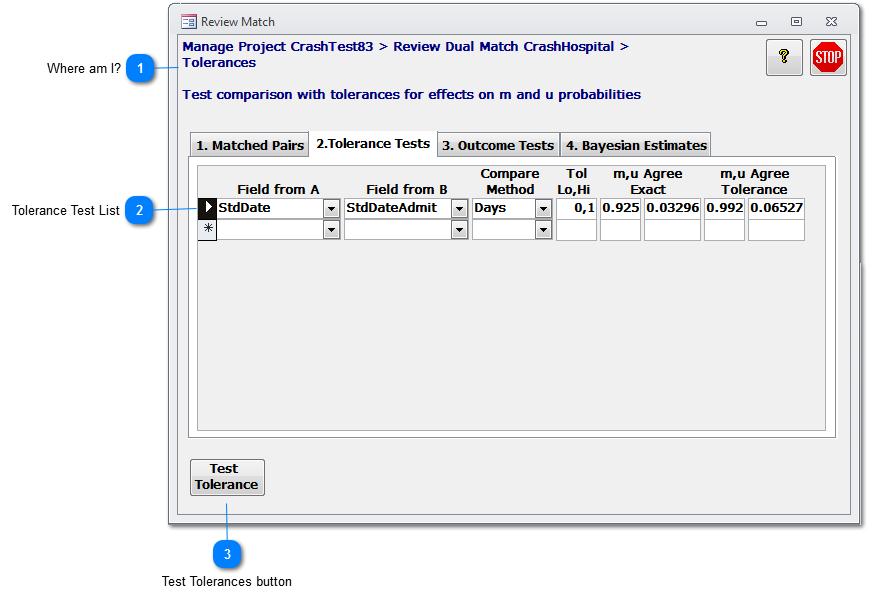 Review Match
Manage Project CrashTest83 > Review Dual Match CrashHospital >
Tolerances
?
STOP
Where am I?
1
Test comparison with tolerances for effects on m and u probabilities
1. Matched Pairs
2.Tolerance Tests
3. Outcome Tests
4. Bayesian Estimates
Compare Tol m,u Agree m,u Agree
Field from A Field from B Method Lo,Hi Exact Tolerance
Tolerance Test List
2
StdDate StdDateAdmit Days 0,1 0.925 0.03296 0.992 0.06527
*
Test
Tolerance
3
Test Tolerances button